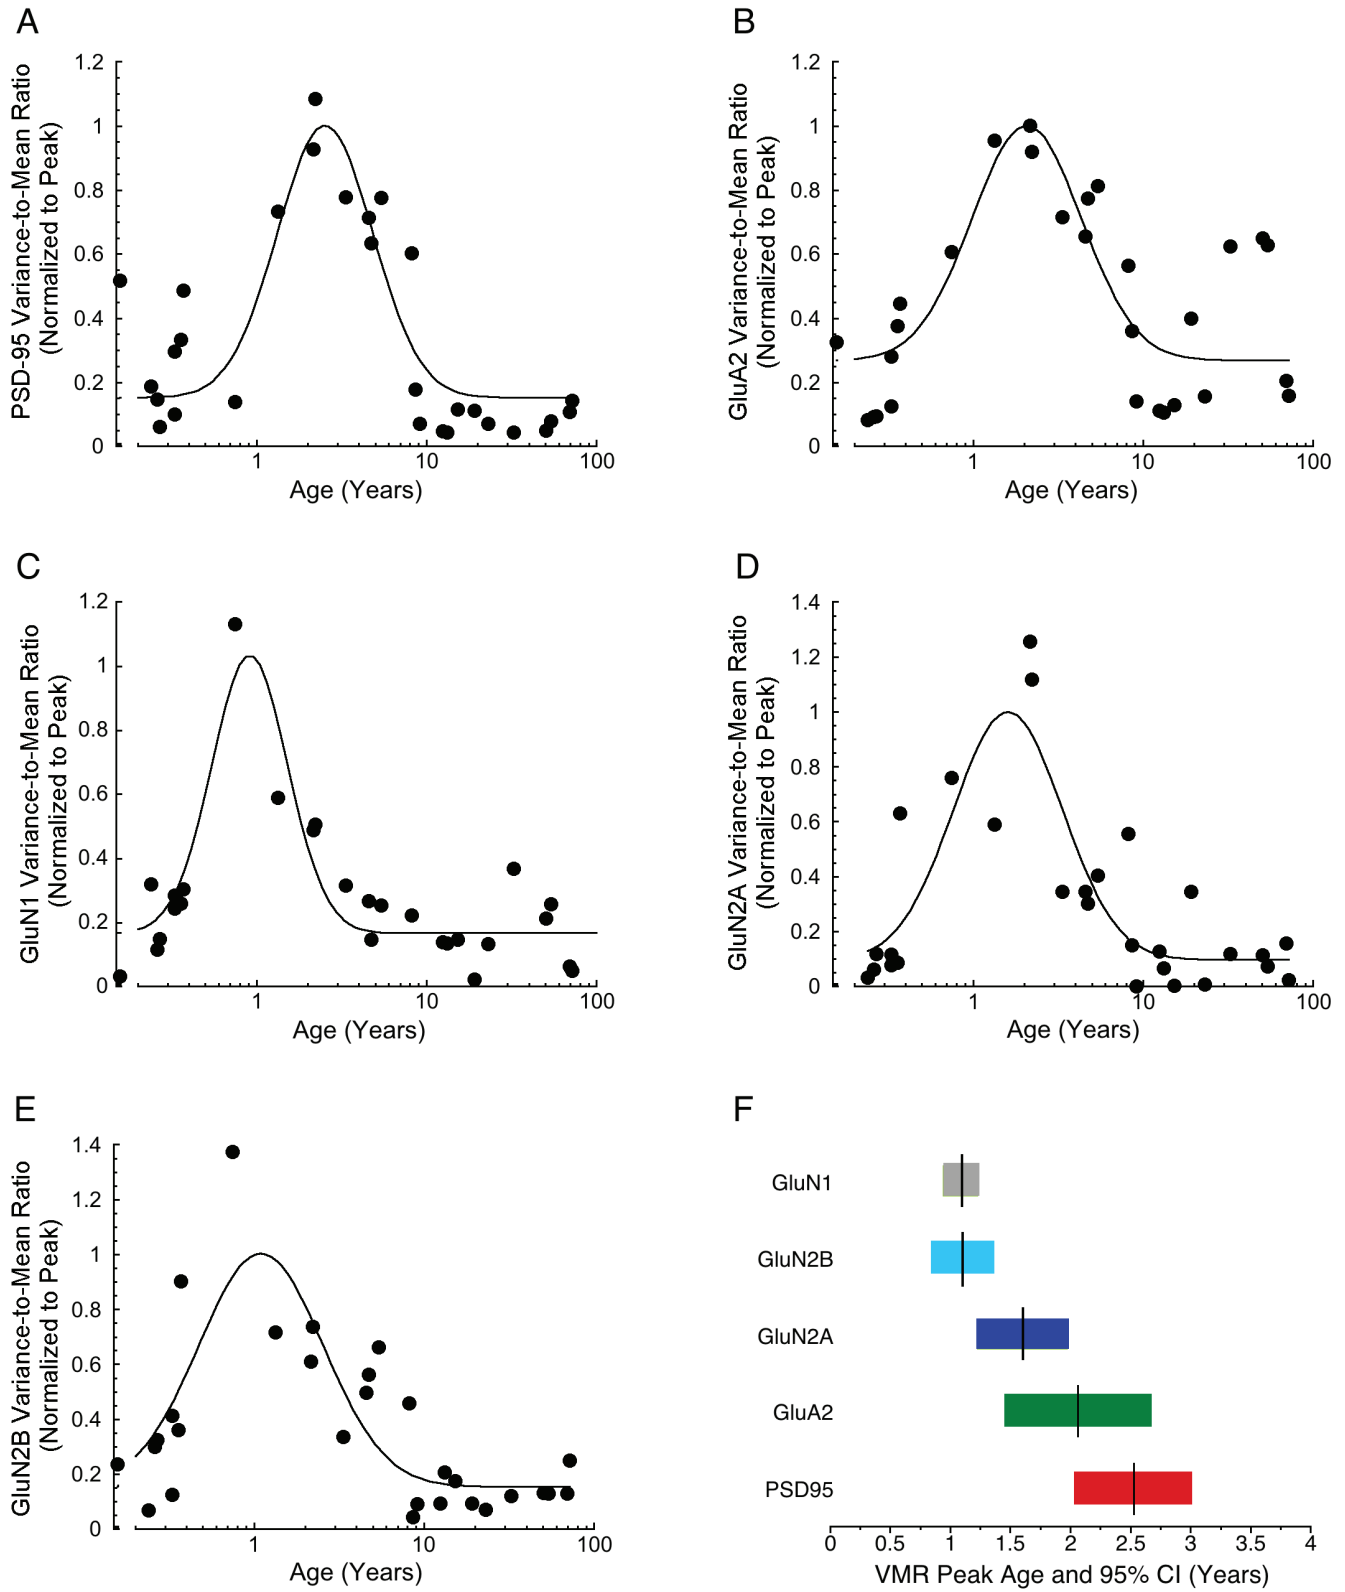 A
PSD-95 Variance-to-Mean Ratio
(Normalized to Peak)
1.2
1
0.8
0.6
0.4
0.2
0
1 10 100
Age (Years)
B
GluA2 Variance-to-Mean Ratio
(Normalized to Peak)
1.2
1
0.8
0.6
0.4
0.2
0
1 10 100
Age (Years)
C
GluN1 Variance-to-Mean Ratio
(Normalized to Peak)
1.2
1
0.8
0.6
0.4
0.2
0
1 10 100
Age (Years)
D
GluN2A Variance-to-Mean Ratio
(Normalized to Peak)
1.4
1.2
1
0.8
0.6
0.4
0.2
0
1 10 100
Age (Years)
E
GluN2B Variance-to-Mean Ratio
(Normalized to Peak)
1.4
1.2
1
0.8
0.6
0.4
0.2
0
1 10 100
Age (Years)
F
GluN1
GluN2B
GluN2A
GluA2
PSD95
0 0.5 1 1.5 2 2.5 3 3.5 4
VMR Peak Age and 95% CI (Years)